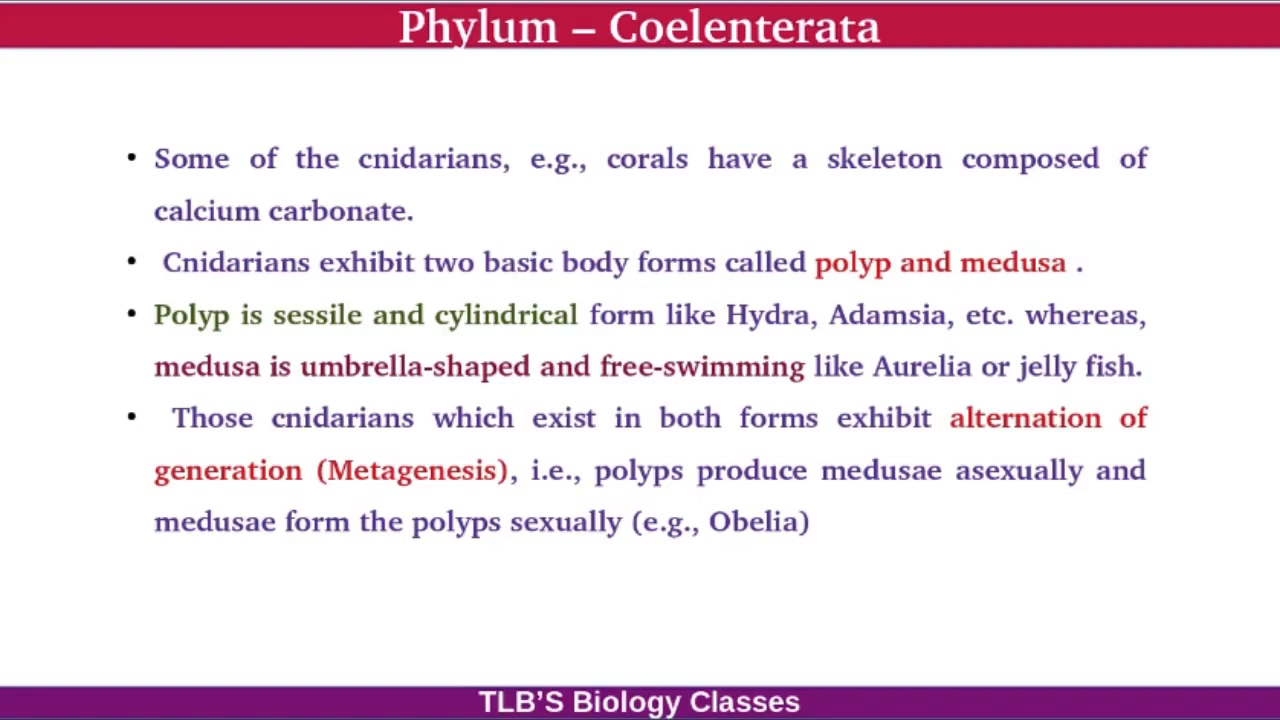 Phylum – Coelenterata
• Some of the cnidarians, e.g., corals have a skeleton composed of
calcium carbonate.
• Cnidarians exhibit two basic body forms called polyp and medusa .
• Polyp is sessile and cylindrical form like Hydra, Adamsia, etc. whereas,
medusa is umbrella-shaped and free-swimming like Aurelia or jelly fish.
• Those cnidarians which exist in both forms exhibit alternation of
generation (Metagenesis), i.e., polyps produce medusae asexually and
medusae form the polyps sexually (e.g., Obelia)
TLB’S Biology Classes